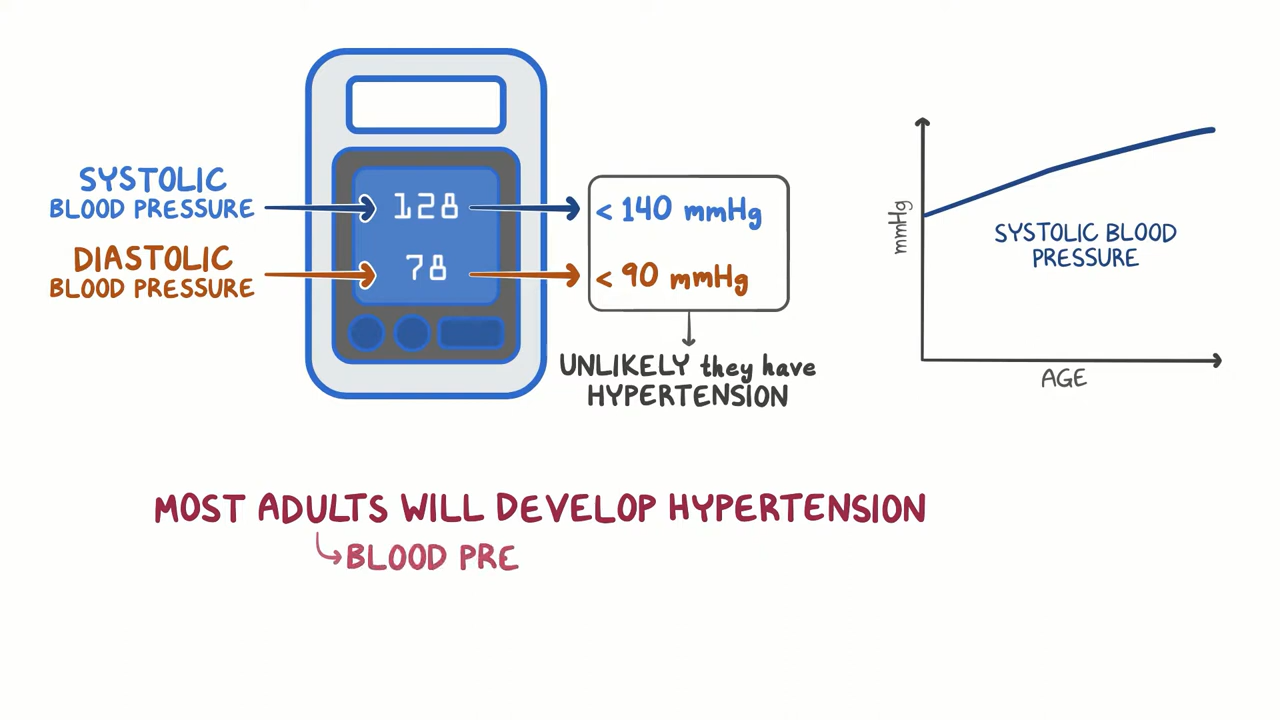 SYSTOLIC
BLOOD PRESSURE
DIASTOLIC
BLOOD PRESSURE
128
78
< 140 mmHg
< 90 mmHg
UNLIKELY they have
HYPERTENSION
mmHg
SYSTOLIC BLOOD
PRESSURE
AGE
MOST ADULTS WILL DEVELOP HYPERTENSION
BLOOD PRE